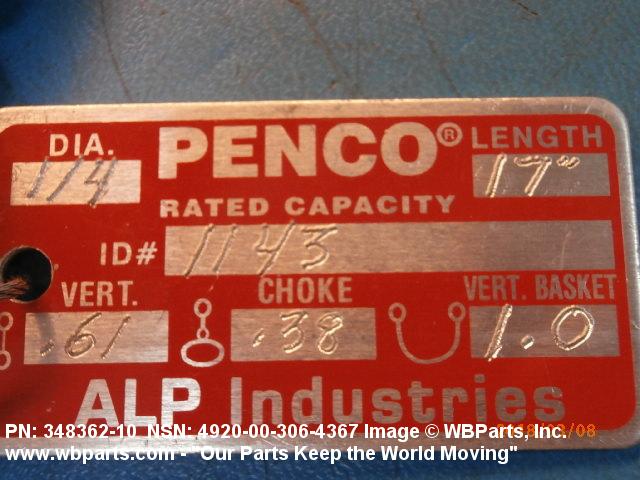 DIA. PENCO® LENGTH
1/4 17"
RATED CAPACITY
ID# 1143
VERT. CHOKE VERT. BASKET
.61 .38 1.0
ALP Industries
PN: 348362-10 NSN: 4920-00-306-4367 Image © WBParts, Inc.
www.wbparts.com - "Our Parts Keep the World Moving"